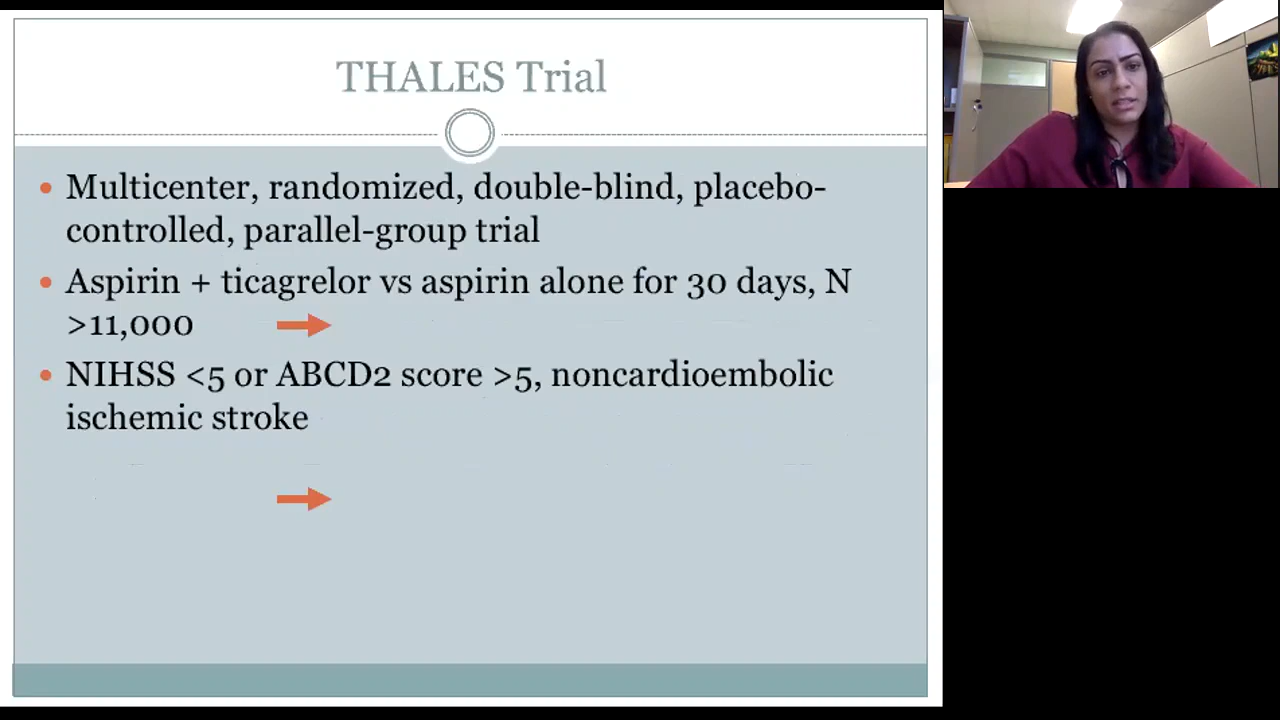 THALES Trial
• Multicenter, randomized, double-blind, placebo-
controlled, parallel-group trial
• Aspirin + ticagrelor vs aspirin alone for 30 days, N
>11,000
• NIHSS <5 or ABCD2 score >5, noncardioembolic
ischemic stroke